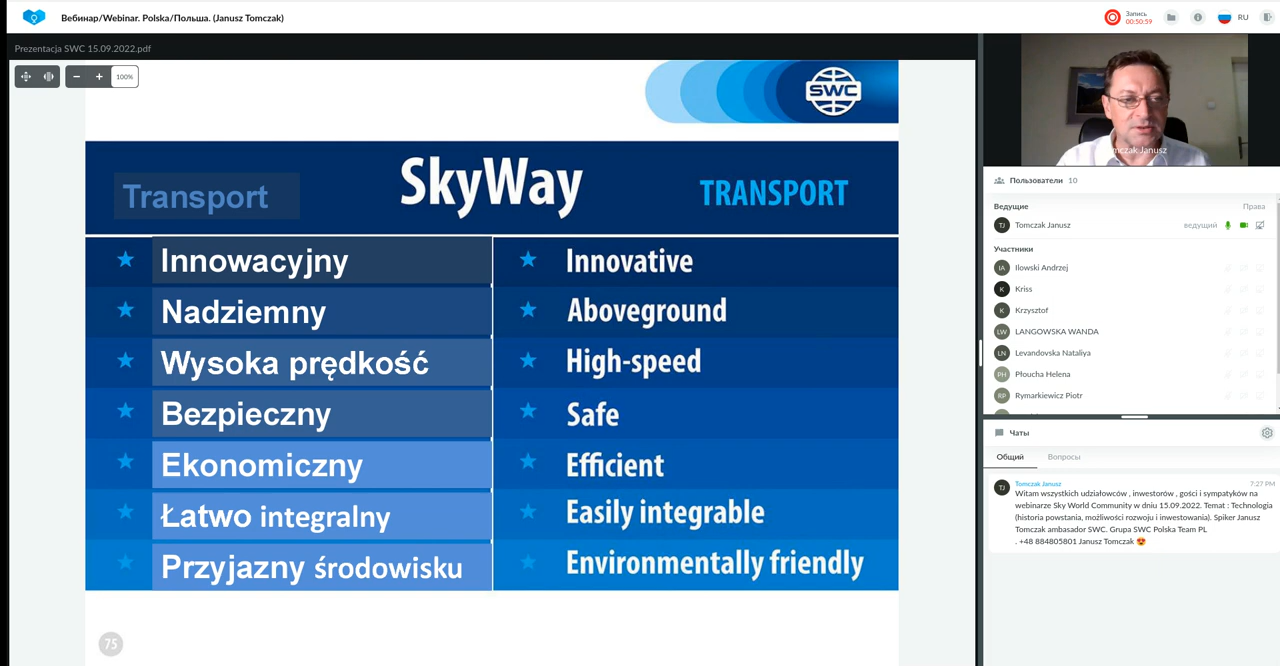 Вебинар/Webinar. Polska/Польша. (Janusz Tomczak)
Запись
00:50:59
RU
Prezentacja SWC 15.09.2022.pdf
100%
SWC
Transport
SkyWay
TRANSPORT
Innowacyjny
Innovative
Nadziemny
Aboveground
Wysoka prędkość
High-speed
Bezpieczny
Safe
Ekonomiczny
Efficient
Łatwo integralny
Easily integrable
Przyjazny środowisku
Environmentally friendly
75
Tomczak Janusz
Пользователи 10
Ведущие
Права
TJ
Tomczak Janusz
ведущий
Участники
IA
Ilowski Andrzej
K
Kriss
K
Krzysztof
LW
LANGOWSKA WANDA
LN
Levandovska Nataliya
PH
Płoucha Helena
RP
Rymarkiewicz Piotr
Чаты
Общий
Вопросы
TJ
Tomczak Janusz
7:27 PM
Witam wszystkich udziałowców , inwestorów , gości i sympatyków na
webinarze Sky World Community w dniu 15.09.2022. Temat : Technologia
(historia powstania, możliwości rozwoju i inwestowania). Spiker Janusz
Tomczak ambasador SWC. Grupa SWC Polska Team PL
. +48 884805801 Janusz Tomczak 😍